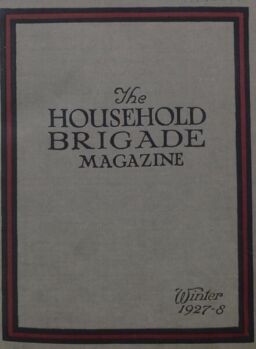 The
HOUSEHOLD
BRIGADE
MAGAZINE
Winter
1927-8